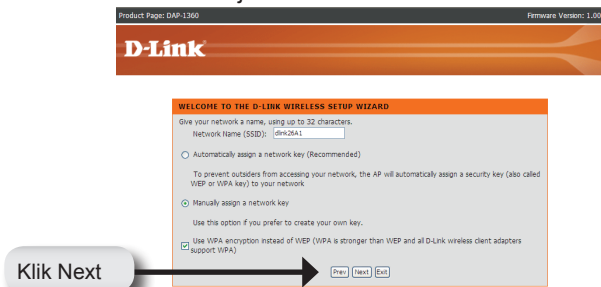 Product Page: DAP-1360 Firmware Version: 1.00
D-Link
WELCOME TO THE D-LINK WIRELESS SETUP WIZARD
Give your network a name, using up to 32 characters.
Network Name (SSID): dlink26A1
Automatically assign a network key (Recommended)
To prevent outsiders from accessing your network, the AP will automatically assign a security key (also called
WEP or WPA key) to your network
Manually assign a network key
Use this option if you prefer to create your own key.
Use WPA encryption instead of WEP (WPA is stronger than WEP and all D-Link wireless client adapters
support WPA)
Klik Next Prev Next Exit